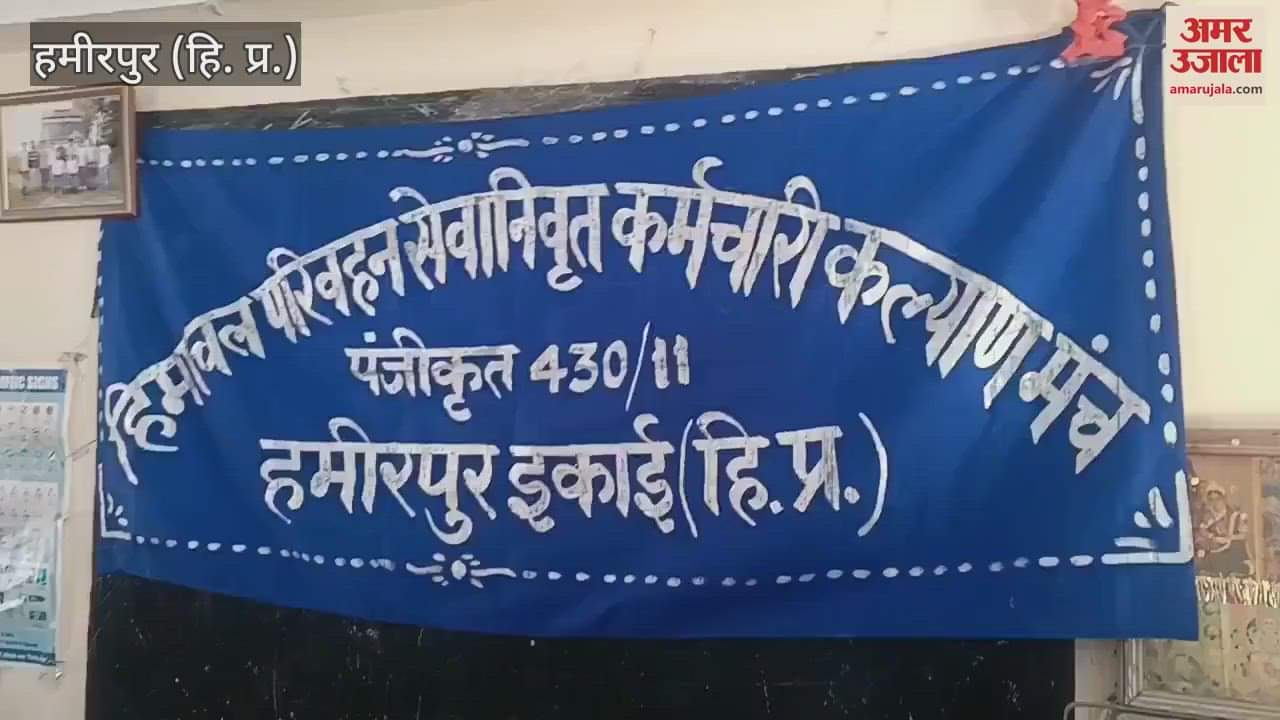 हमीरपुर (हि. प्र.)
अमर
उजाला
amarujala.com
हिमाचल परिवहन सेवानिवृत कर्मचारी कल्याण मंच
पंजीकृत 430/11
हमीरपुर इकाई (हि. प्र.)